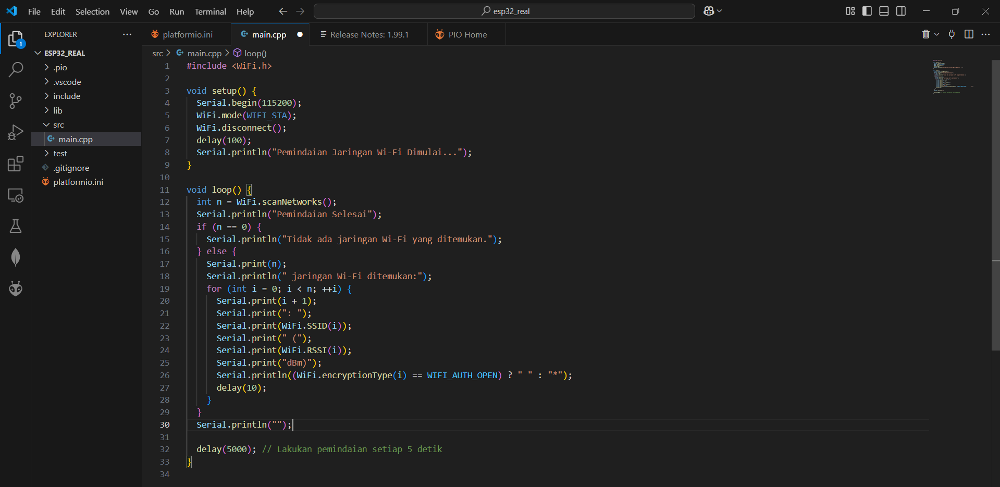 File Edit Selection View Go Run Terminal Help
esp32_real
1
EXPLORER
ESP32_REAL
.pio
.vscode
include
lib
src
main.cpp
test
.gitignore
platformio.ini
platformio.ini
main.cpp
Release Notes: 1.99.1
PIO Home
src > main.cpp > loop()
1 #include <WiFi.h>
2
3 void setup() {
4 Serial.begin(115200);
5 WiFi.mode(WIFI_STA);
6 WiFi.disconnect();
7 delay(100);
8 Serial.println("Pemindaian Jaringan Wi-Fi Dimulai...");
9 }
10
11 void loop() {
12 int n = WiFi.scanNetworks();
13 Serial.println("Pemindaian Selesai");
14 if (n == 0) {
15 Serial.println("Tidak ada jaringan Wi-Fi yang ditemukan.");
16 } else {
17 Serial.print(n);
18 Serial.println(" jaringan Wi-Fi ditemukan:");
19 for (int i = 0; i < n; ++i) {
20 Serial.print(i + 1);
21 Serial.print(": ");
22 Serial.print(WiFi.SSID(i));
23 Serial.print(" (");
24 Serial.print(WiFi.RSSI(i));
25 Serial.print("dBm)");
26 Serial.println((WiFi.encryptionType(i) == WIFI_AUTH_OPEN) ? " " : "*");
27 delay(10);
28 }
29 }
30 Serial.println("");
31
32 delay(5000); // Lakukan pemindaian setiap 5 detik
33 }
34